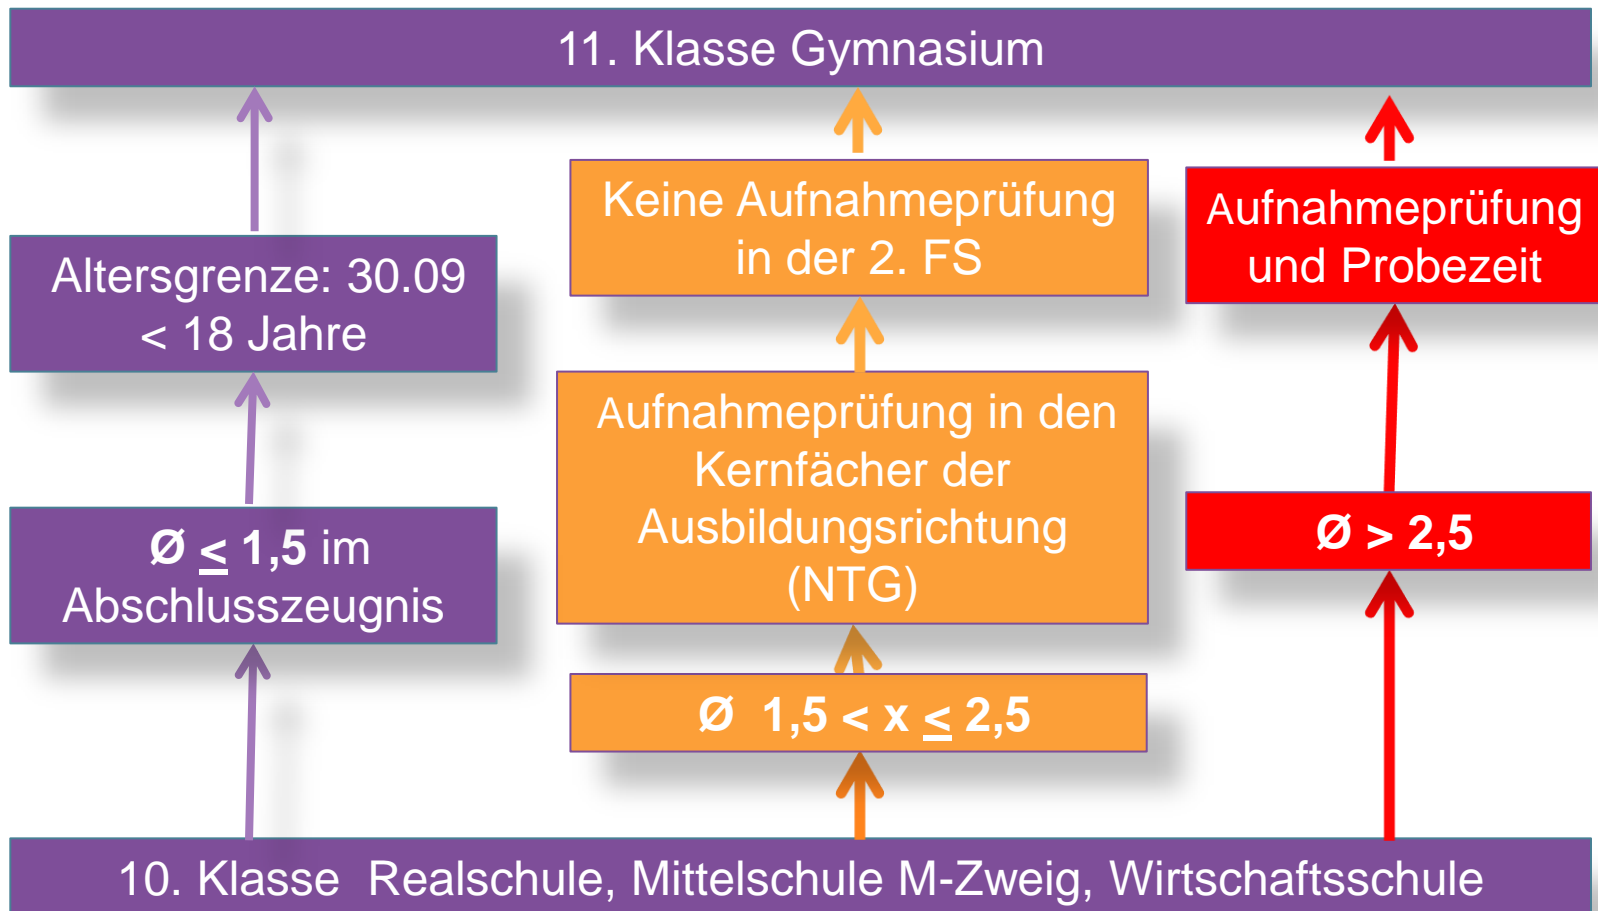 11. Klasse Gymnasium
Altersgrenze: 30.09
< 18 Jahre
Ø ≤ 1,5 im
Abschlusszeugnis
Keine Aufnahmeprüfung
in der 2. FS
Aufnahmeprüfung in den
Kernfächer der
Ausbildungsrichtung
(NTG)
Ø 1,5 < x ≤ 2,5
Aufnahmeprüfung
und Probezeit
Ø > 2,5
10. Klasse Realschule, Mittelschule M-Zweig, Wirtschaftsschule